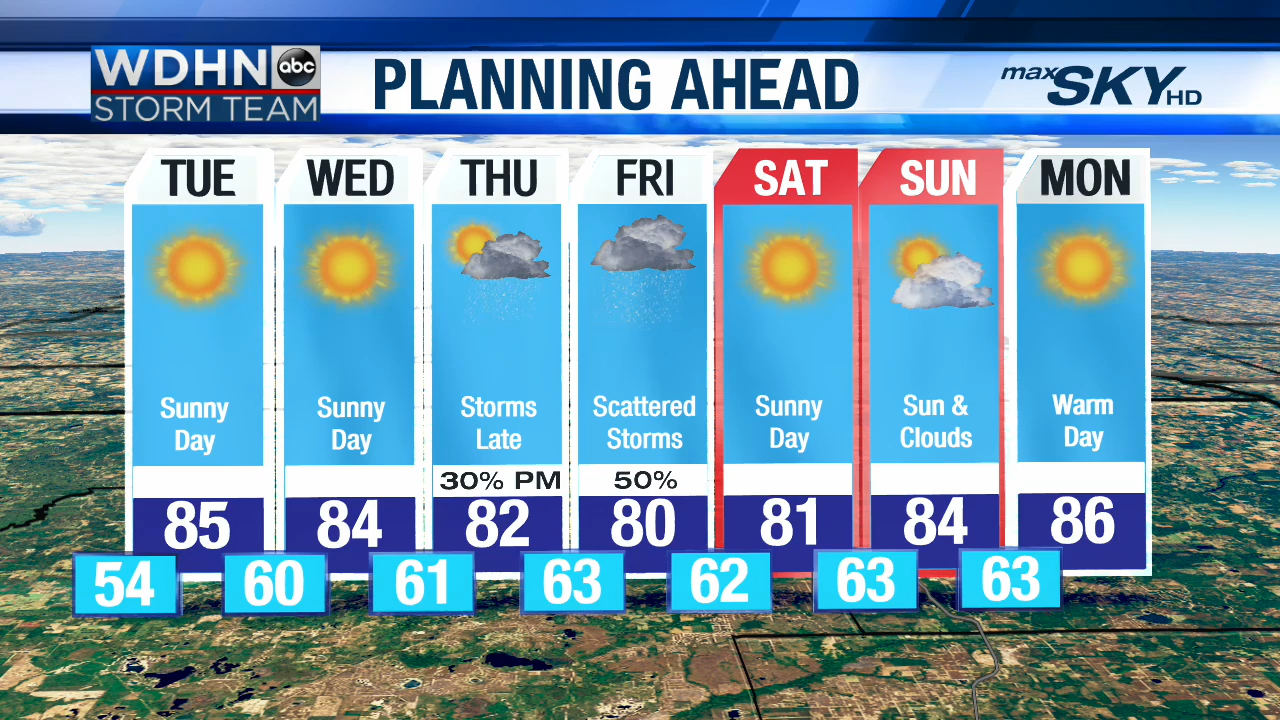 WDHN abc
STORM TEAM
PLANNING AHEAD
maxSKYHD
TUE
WED
THU
FRI
SAT
SUN
MON
Sunny
Day
Sunny
Day
Storms
Late
Scattered
Storms
Sunny
Day
Sun &
Clouds
Warm
Day
30% PM
50%
85
84
82
80
81
84
86
54
60
61
63
62
63
63